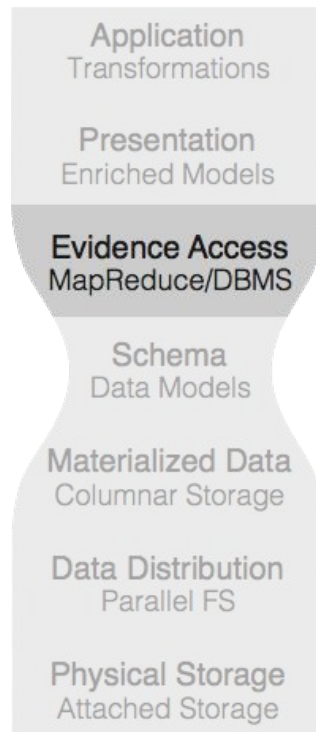 Application
Transformations
Presentation
Enriched Models
Evidence Access
MapReduce/DBMS
Schema
Data Models
Materialized Data
Columnar Storage
Data Distribution
Parallel FS
Physical Storage
Attached Storage